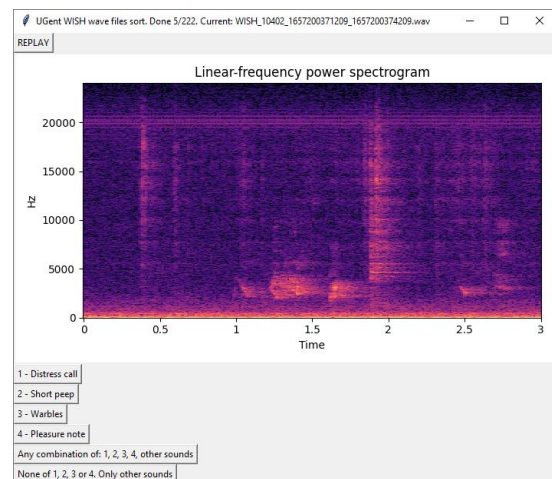 UGent WISH wave files sort. Done 5/222. Current: WISH_10402_1657200371209_1657200374209.wav
REPLAY
Linear-frequency power spectrogram
20000
15000
10000
5000
0
Hz
0 0.5 1 1.5 2 2.5 3
Time
1 - Distress call
2 - Short peep
3 - Warbles
4 - Pleasure note
Any combination of: 1, 2, 3, 4, other sounds
None of 1, 2, 3 or 4. Only other sounds